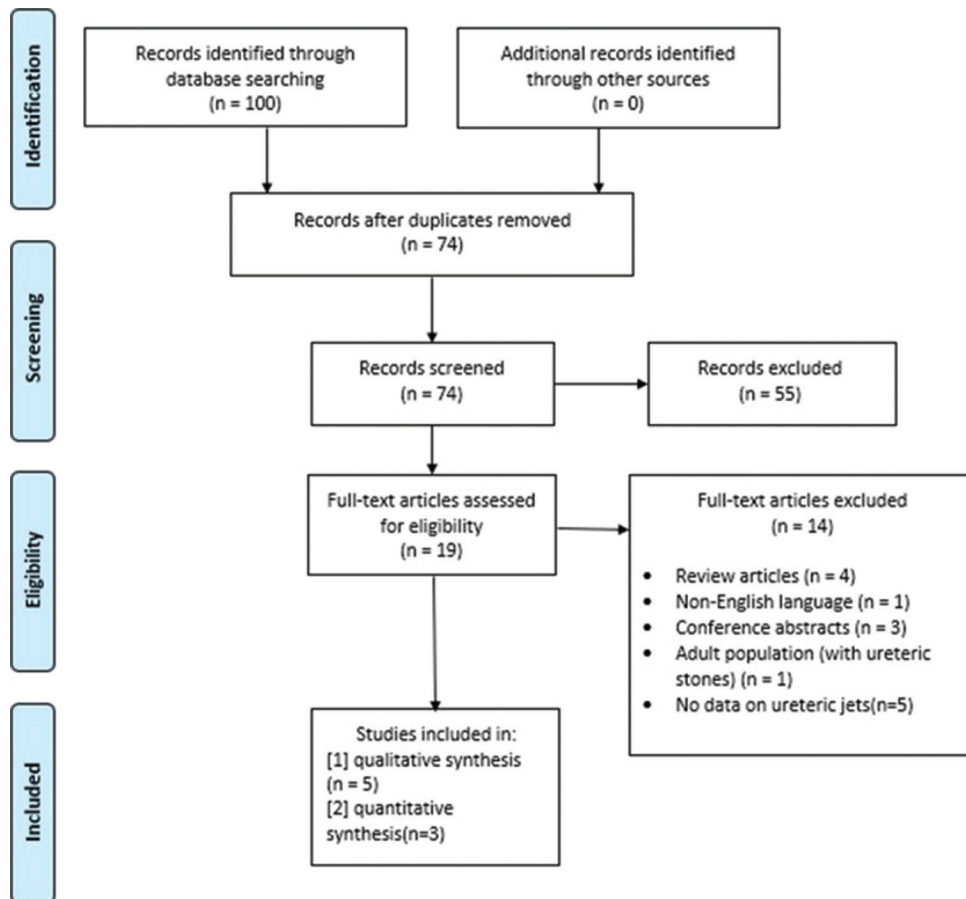 Identification
Records identified through
database searching
(n = 100)
Additional records identified
through other sources
(n = 0)
Records after duplicates removed
(n = 74)
Screening
Records screened
(n = 74)
Records excluded
(n = 55)
Eligibility
Full-text articles assessed
for eligibility
(n = 19)
Full-text articles excluded
(n = 14)
• Review articles (n = 4)
• Non-English language (n = 1)
• Conference abstracts (n = 3)
• Adult population (with ureteric
stones) (n = 1)
• No data on ureteric jets(n=5)
Included
Studies included in:
[1] qualitative synthesis
(n = 5)
[2] quantitative
synthesis(n=3)